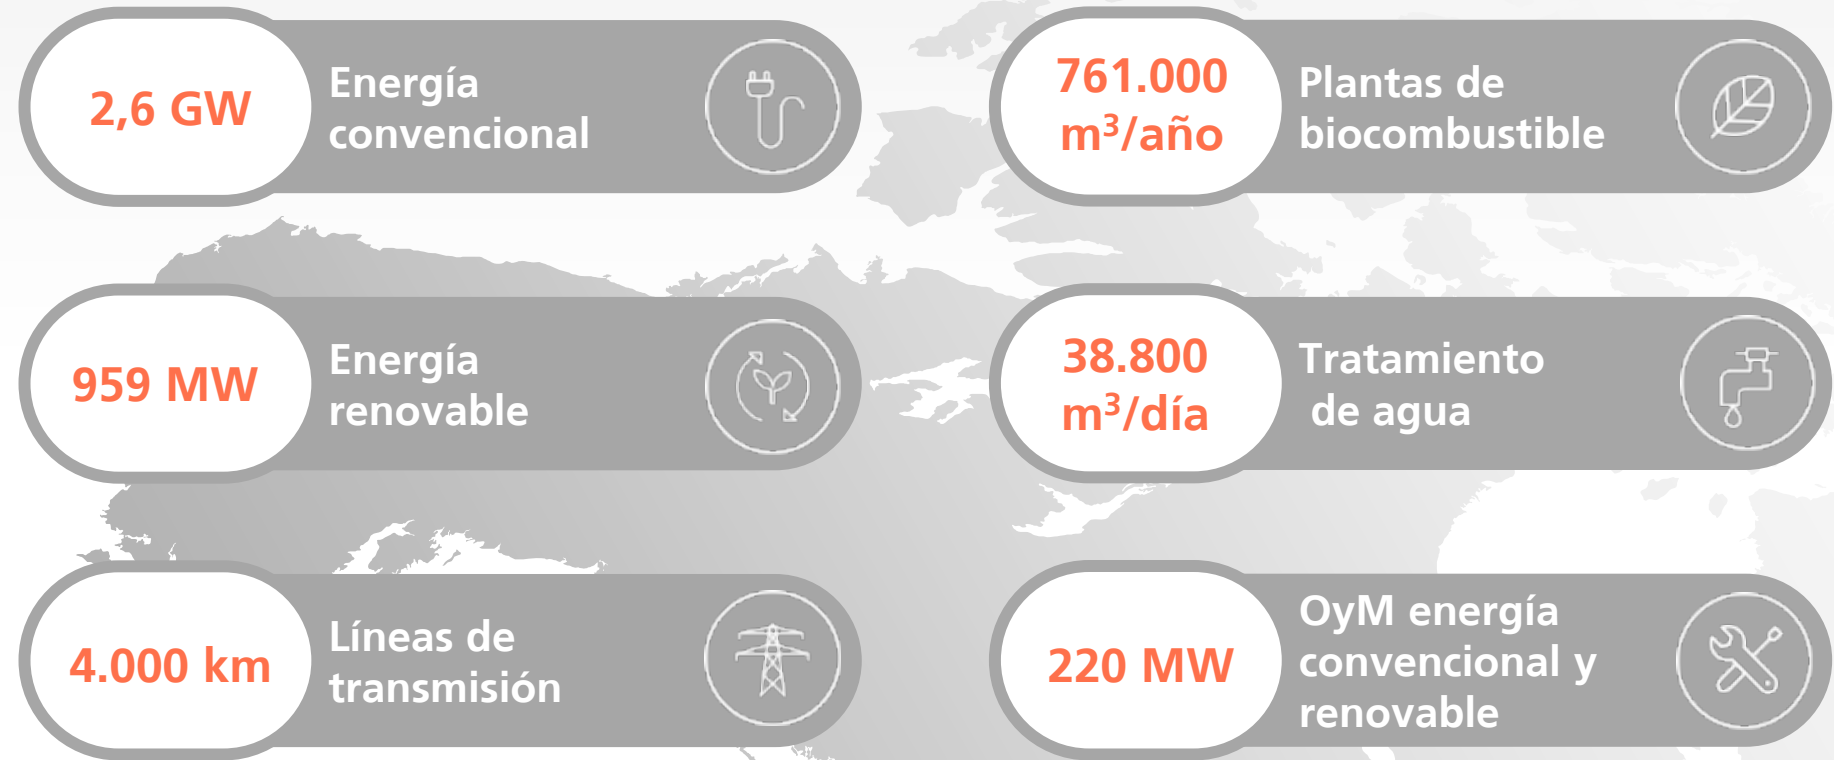 2,6 GW
Energía
convencional
761.000
m³/año
Plantas de
biocombustible
959 MW
Energía
renovable
38.800
m³/día
Tratamiento
de agua
4.000 km
Líneas de
transmisión
220 MW
OyM energía
convencional y
renovable